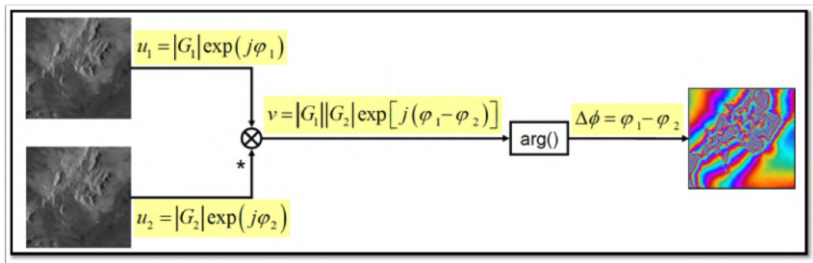 u₁ = |G₁| exp(jφ₁)
v = |G₁||G₂| exp[j(φ₁−φ₂)]
arg()
Δϕ = φ₁−φ₂
*
u₂ = |G₂| exp(jφ₂)